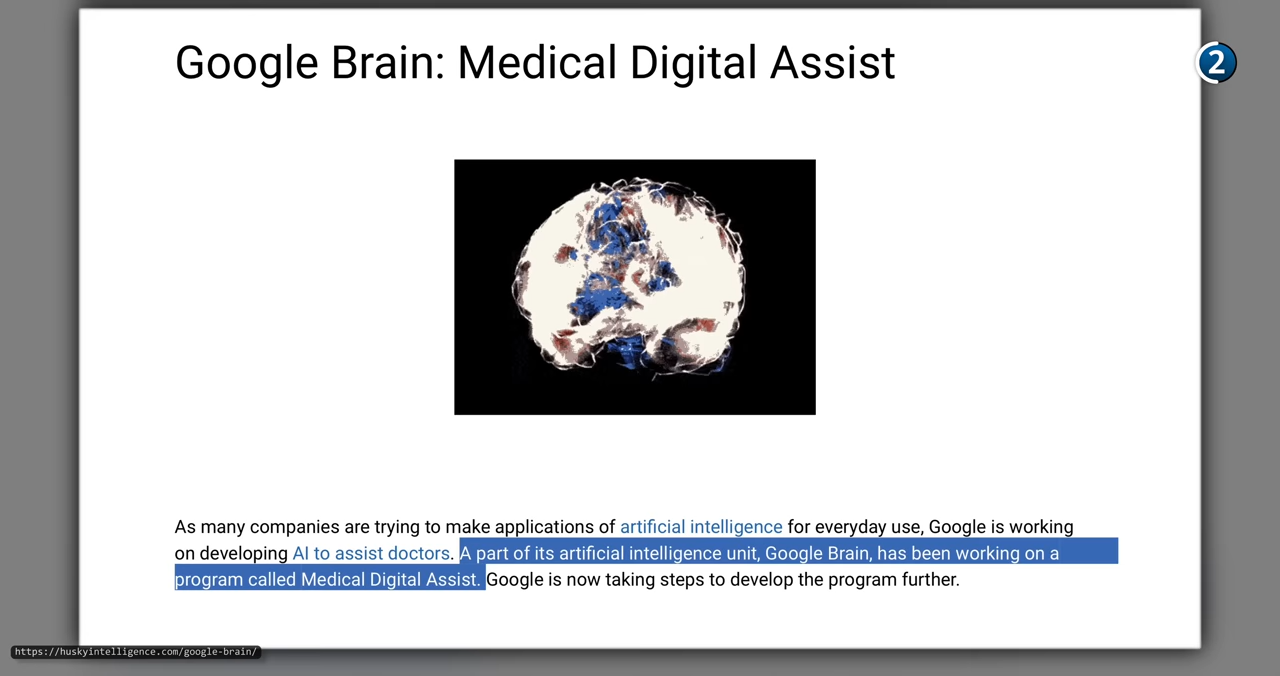 Google Brain: Medical Digital Assist
2
As many companies are trying to make applications of artificial intelligence for everyday use, Google is working
on developing AI to assist doctors. A part of its artificial intelligence unit, Google Brain, has been working on a
program called Medical Digital Assist. Google is now taking steps to develop the program further.
https://huskyintelligence.com/google-brain/